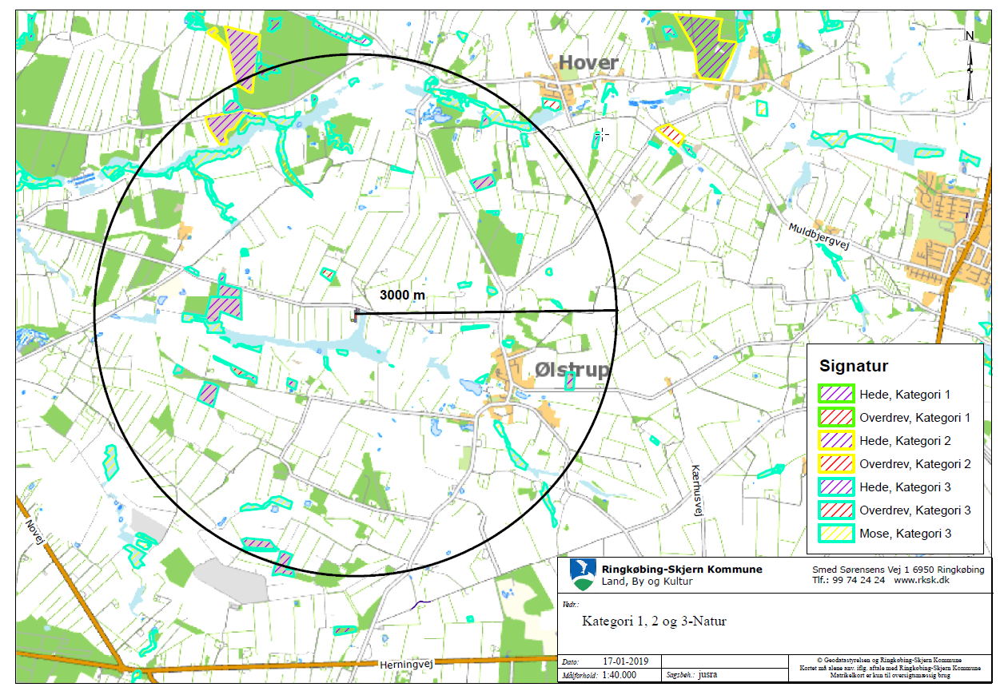 N
Hover
Muldbjergvej
3000 m
Ølstrup
Signatur
Hede, Kategori 1
Overdrev, Kategori 1
Hede, Kategori 2
Overdrev, Kategori 2
Hede, Kategori 3
Overdrev, Kategori 3
Mose, Kategori 3
Kærhusvej
Novej
Herningvej
Ringkøbing-Skjern Kommune
Land, By og Kultur
Smed Sørensens Vej 1 6950 Ringkøbing
Tlf.: 99 74 24 24 www.rksk.dk
Vedr.:
Kategori 1, 2 og 3-Natur
Dato: 17-01-2019
Målforhold: 1:40.000
Sagsbeh.: jusra
© Geodatastyrelsen og Ringkøbing-Skjern Kommune
Kortet må alene anv. iflg. aftale med Ringkøbing-Skjern Kommune
Matrikelkort er kun til oversigtsmæssig brug